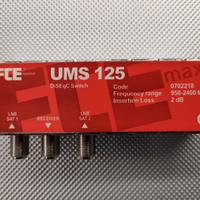 FTE
UMS 125
DiSEqC Switch
Code 0702218
Frequency range 950-2400
Insertion Loss 2 dB
max
LNB
SAT 1
RECEIVER
LNB
SAT 2